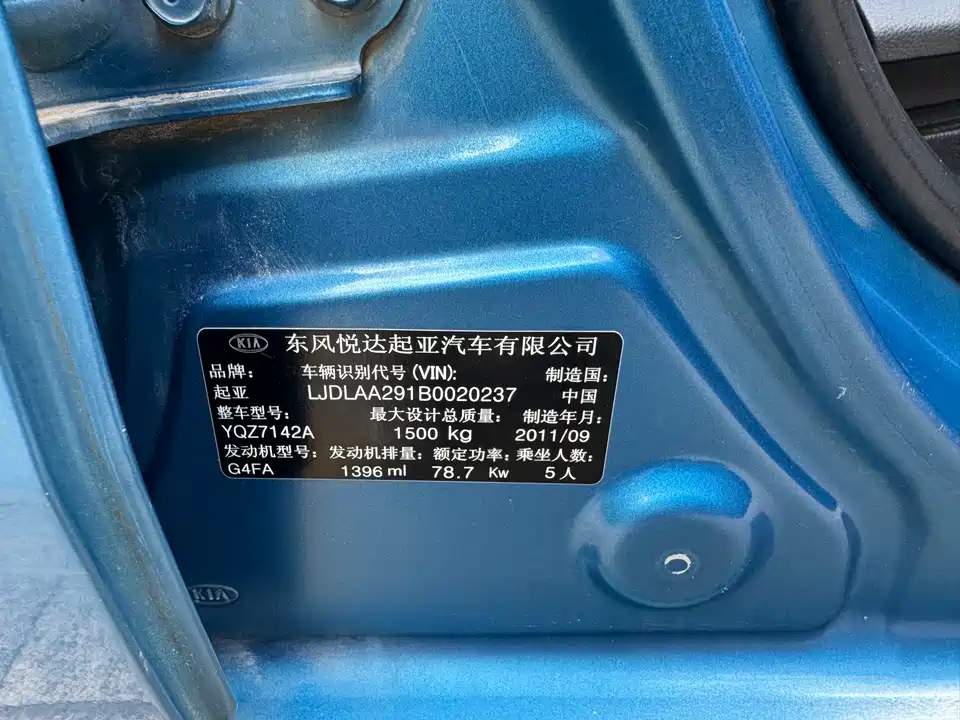 KIA 东风悦达起亚汽车有限公司
品牌： 车辆识别代号(VIN): 制造国：
起亚 LJDLAA291B0020237 中国
整车型号： 最大设计总质量： 制造年月：
YQZ7142A 1500 kg 2011/09
发动机型号： 发动机排量： 额定功率： 乘坐人数：
G4FA 1396 ml 78.7 Kw 5 人
KIA